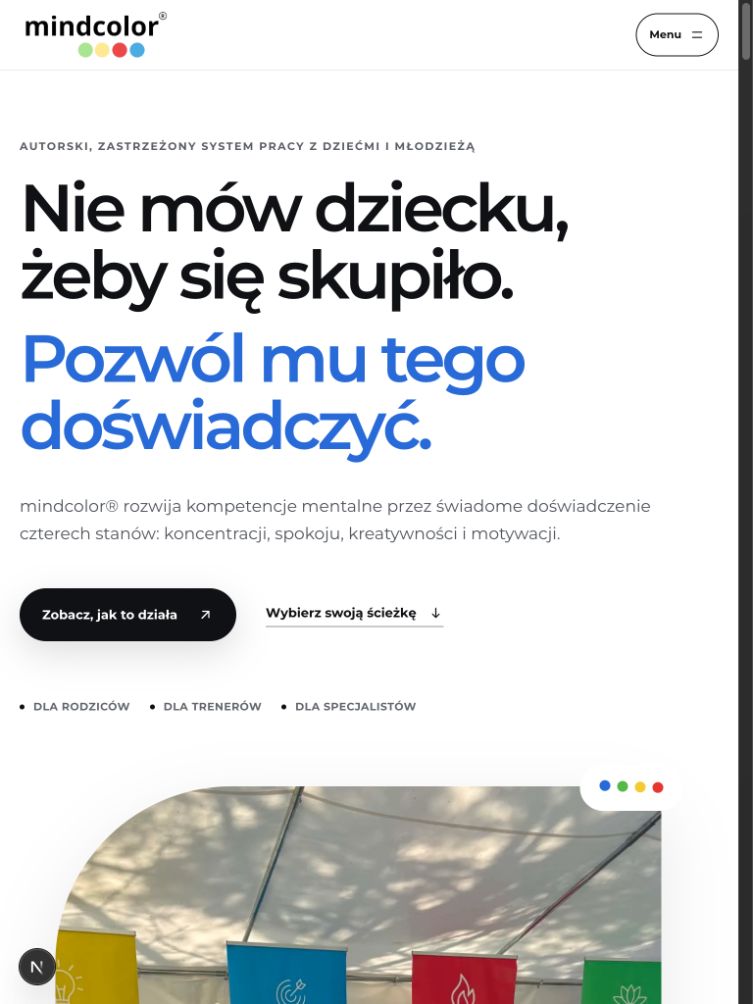 mindcolor®
Menu
AUTORSKI, ZASTRZEŻONY SYSTEM PRACY Z DZIEĆMI I MŁODZIEŻĄ
Nie mów dziecku,
żeby się skupiło.
Pozwól mu tego
doświadczyć.
mindcolor® rozwija kompetencje mentalne przez świadome doświadczenie
czterech stanów: koncentracji, spokoju, kreatywności i motywacji.
Zobacz, jak to działa
Wybierz swoją ścieżkę
DLA RODZICÓW
DLA TRENERÓW
DLA SPECJALISTÓW
N